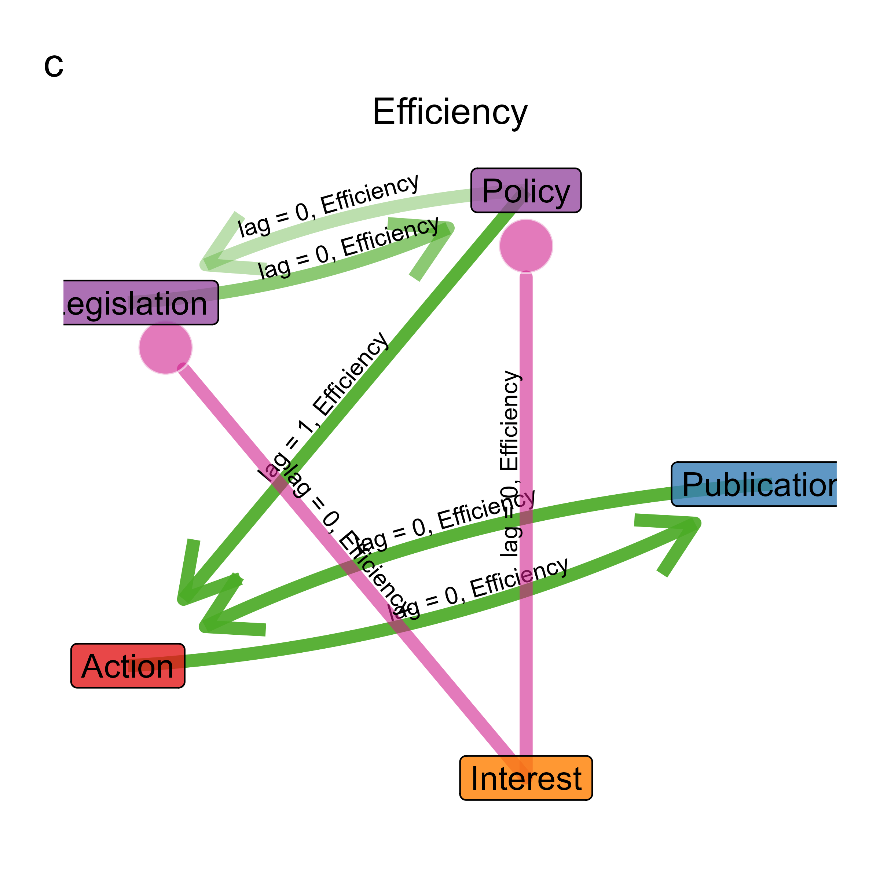 c
Efficiency
Policy
lag = 0, Efficiency
lag = 0, Efficiency
egislation
lag = 1, Efficiency
lag = 0, Efficiency
lag = 0, Efficiency
Publication
lag = 0, Efficiency
lag = 0, Efficiency
Action
Interest